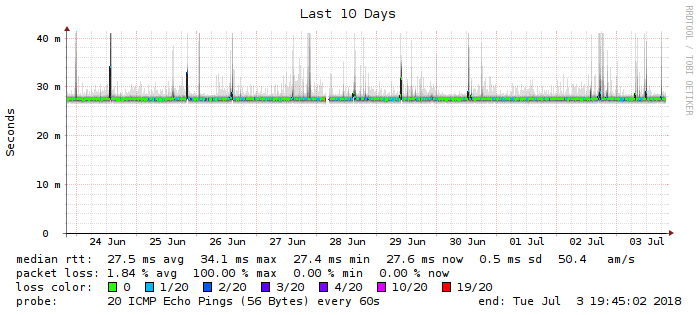 Last 10 Days
RRDTOOL / TOBI OETIKER
Seconds
40 m
30 m
20 m
10 m
0
24 Jun 25 Jun 26 Jun 27 Jun 28 Jun 29 Jun 30 Jun 01 Jul 02 Jul 03 Jul
median rtt: 27.5 ms avg 34.1 ms max 27.4 ms min 27.6 ms now 0.5 ms sd 50.4 am/s
packet loss: 1.84 % avg 100.00 % max 0.00 % min 0.00 % now
loss color: 0 1/20 2/20 3/20 4/20 10/20 19/20
probe: 20 ICMP Echo Pings (56 Bytes) every 60s end: Tue Jul 3 19:45:02 2018